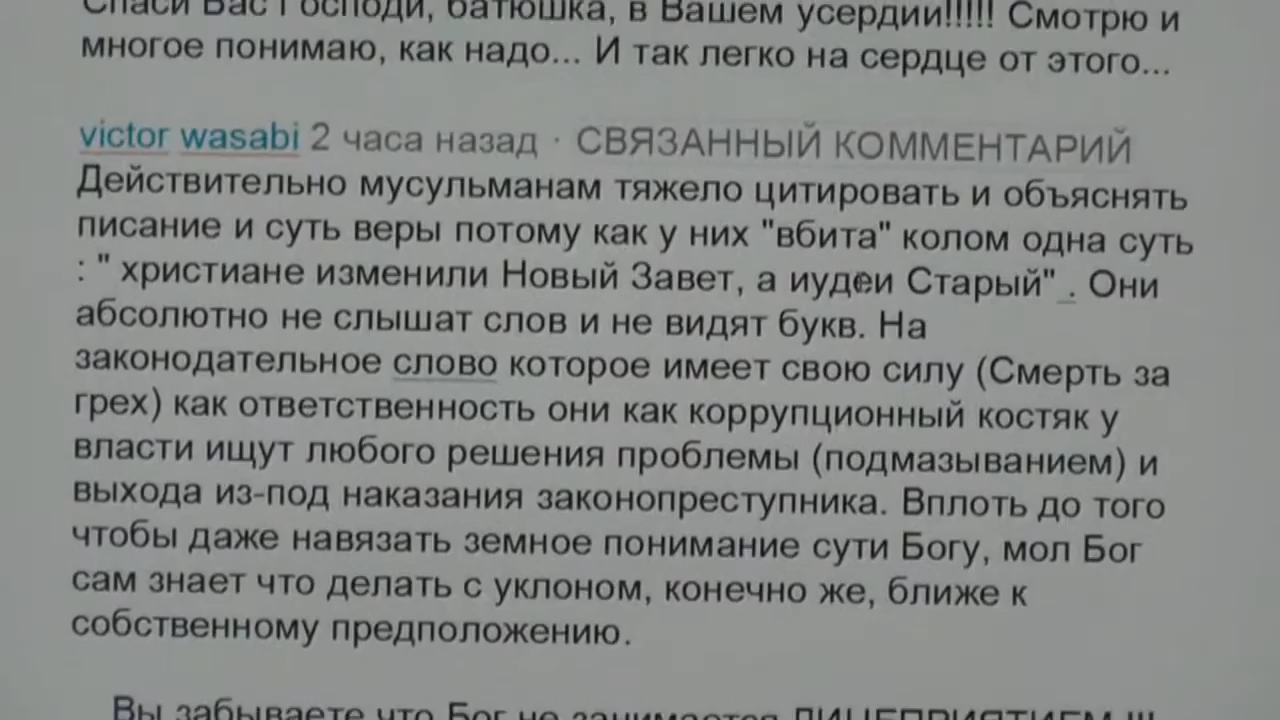 Спаси Вас Господи, батюшка, в Вашем усердии!!!!! Смотрю и
многое понимаю, как надо... И так легко на сердце от этого...
victor wasabi 2 часа назад · СВЯЗАННЫЙ КОММЕНТАРИЙ
Действительно мусульманам тяжело цитировать и объяснять
писание и суть веры потому как у них "вбита" колом одна суть
: " христиане изменили Новый Завет, а иудеи Старый" . Они
абсолютно не слышат слов и не видят букв. На
законодательное слово которое имеет свою силу (Смерть за
грех) как ответственность они как коррупционный костяк у
власти ищут любого решения проблемы (подмазыванием) и
выхода из-под наказания законопреступника. Вплоть до того
чтобы даже навязать земное понимание сути Богу, мол Бог
сам знает что делать с уклоном, конечно же, ближе к
собственному предположению.
Вы забываете что Бог не занимается ЛИЦЕПРИЯТИЕМ !!!